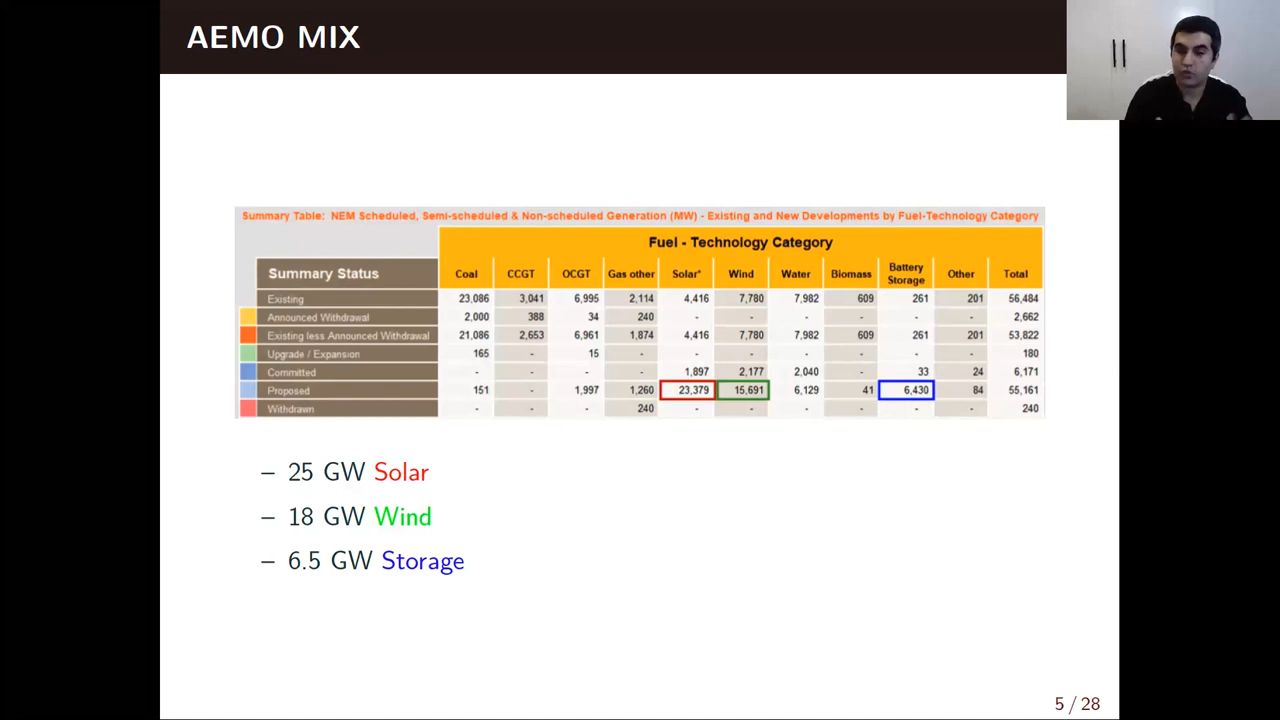 AEMO MIX
Summary Table: NEM Scheduled, Semi-scheduled & Non-scheduled Generation (MW) - Existing and New Developments by Fuel-Technology Category
Fuel - Technology Category
Summary Status Coal CCGT OCGT Gas other Solar* Wind Water Biomass Battery Storage Other Total
Existing 23,086 3,041 6,995 2,114 4,416 7,780 7,982 609 261 201 56,484
Announced Withdrawal 2,000 388 34 240 - - - - - - 2,662
Existing less Announced Withdrawal 21,086 2,653 6,961 1,874 4,416 7,780 7,982 609 261 201 53,822
Upgrade / Expansion 165 - 15 - - - - - - - 180
Committed - - - - 1,897 2,177 2,040 - 33 24 6,171
Proposed 151 - 1,997 1,260 23,379 15,691 6,129 41 6,430 84 55,161
Withdrawn - - - 240 - - - - - - 240
– 25 GW Solar
– 18 GW Wind
– 6.5 GW Storage
5 / 28